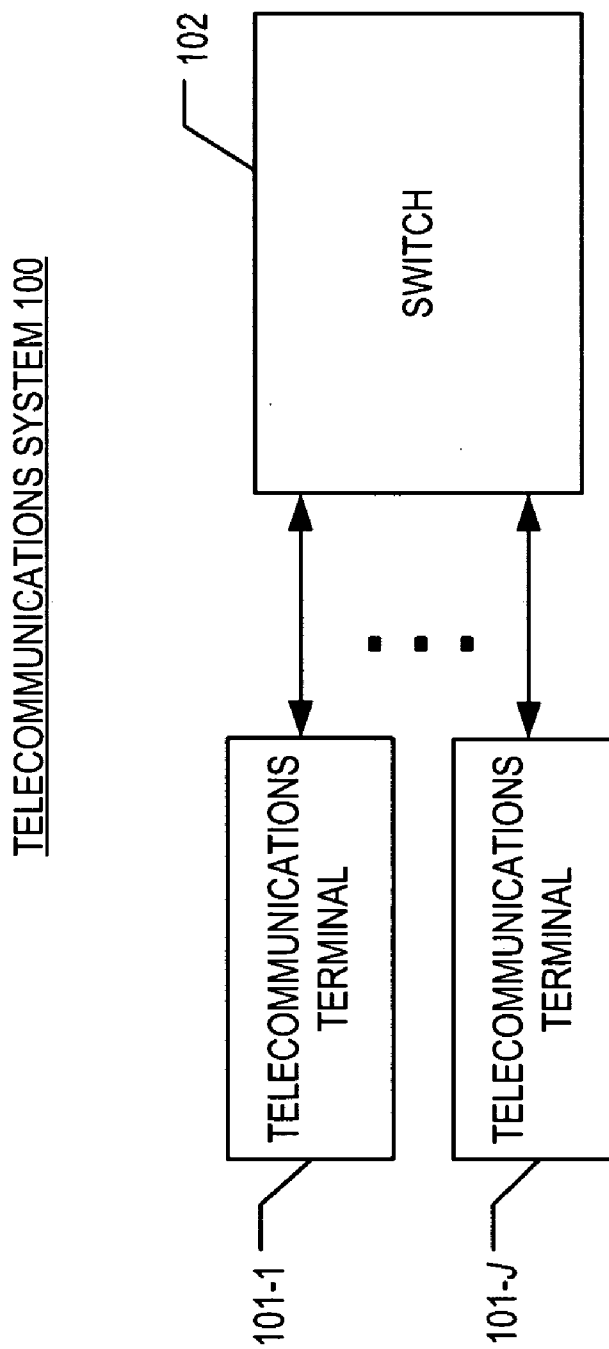 TELECOMMUNICATIONS SYSTEM 100
101-1
TELECOMMUNICATIONS
TERMINAL
102
SWITCH
101-J
TELECOMMUNICATIONS
TERMINAL